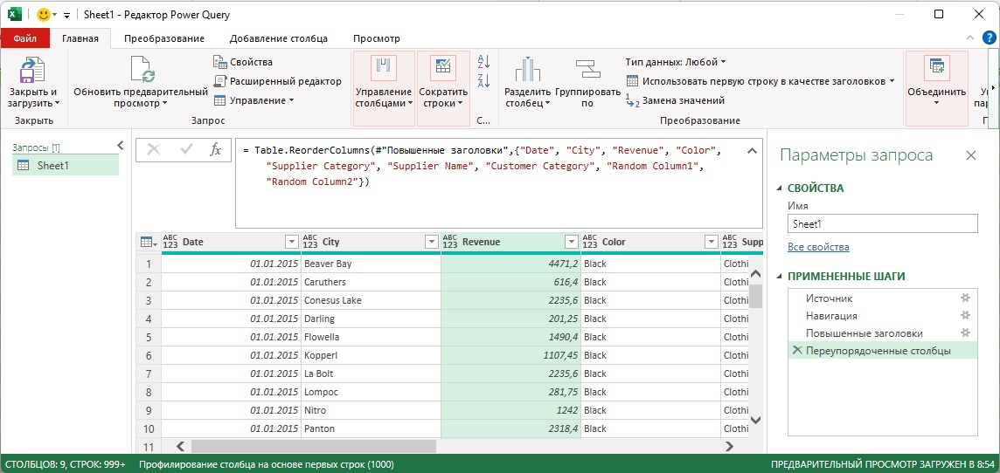 Sheet1 - Редактор Power Query
Файл Главная Преобразование Добавление столбца Просмотр
Закрыть и загрузить
Закрыть
Обновить предварительный просмотр
Свойства
Расширенный редактор
Управление
Запрос
Управление столбцами
Сократить строки
С...
Разделить столбец
Группировать по
Тип данных: Любой
Использовать первую строку в качестве заголовков
Замена значений
Преобразование
Объединить
Запросы [1]
Sheet1
= Table.ReorderColumns(#"Повышенные заголовки",{"Date", "City", "Revenue", "Color",
"Supplier Category", "Supplier Name", "Customer Category", "Random Column1",
"Random Column2"})
ABC 123 Date ABC 123 City ABC 123 Revenue ABC 123 Color ABC 123 Supp
1 01.01.2015 Beaver Bay 4471,2 Black Clothi
2 01.01.2015 Caruthers 616,4 Black Clothi
3 01.01.2015 Conesus Lake 2235,6 Black Clothi
4 01.01.2015 Darling 201,25 Black Clothi
5 01.01.2015 Flowella 1490,4 Black Clothi
6 01.01.2015 Kopperl 1107,45 Black Clothi
7 01.01.2015 La Bolt 2235,6 Black Clothi
8 01.01.2015 Lompoc 281,75 Black Clothi
9 01.01.2015 Nitro 1242 Black Clothi
10 01.01.2015 Panton 2318,4 Black Clothi
11
Параметры запроса
СВОЙСТВА
Имя
Sheet1
Все свойства
ПРИМЕНЕННЫЕ ШАГИ
Источник
Навигация
Повышенные заголовки
Переупорядоченные столбцы
СТОЛБЦОВ: 9, СТРОК: 999+ Профилирование столбца на основе первых строк (1000) ПРЕДВАРИТЕЛЬНЫЙ ПРОСМОТР ЗАГРУЖЕН В 8:54